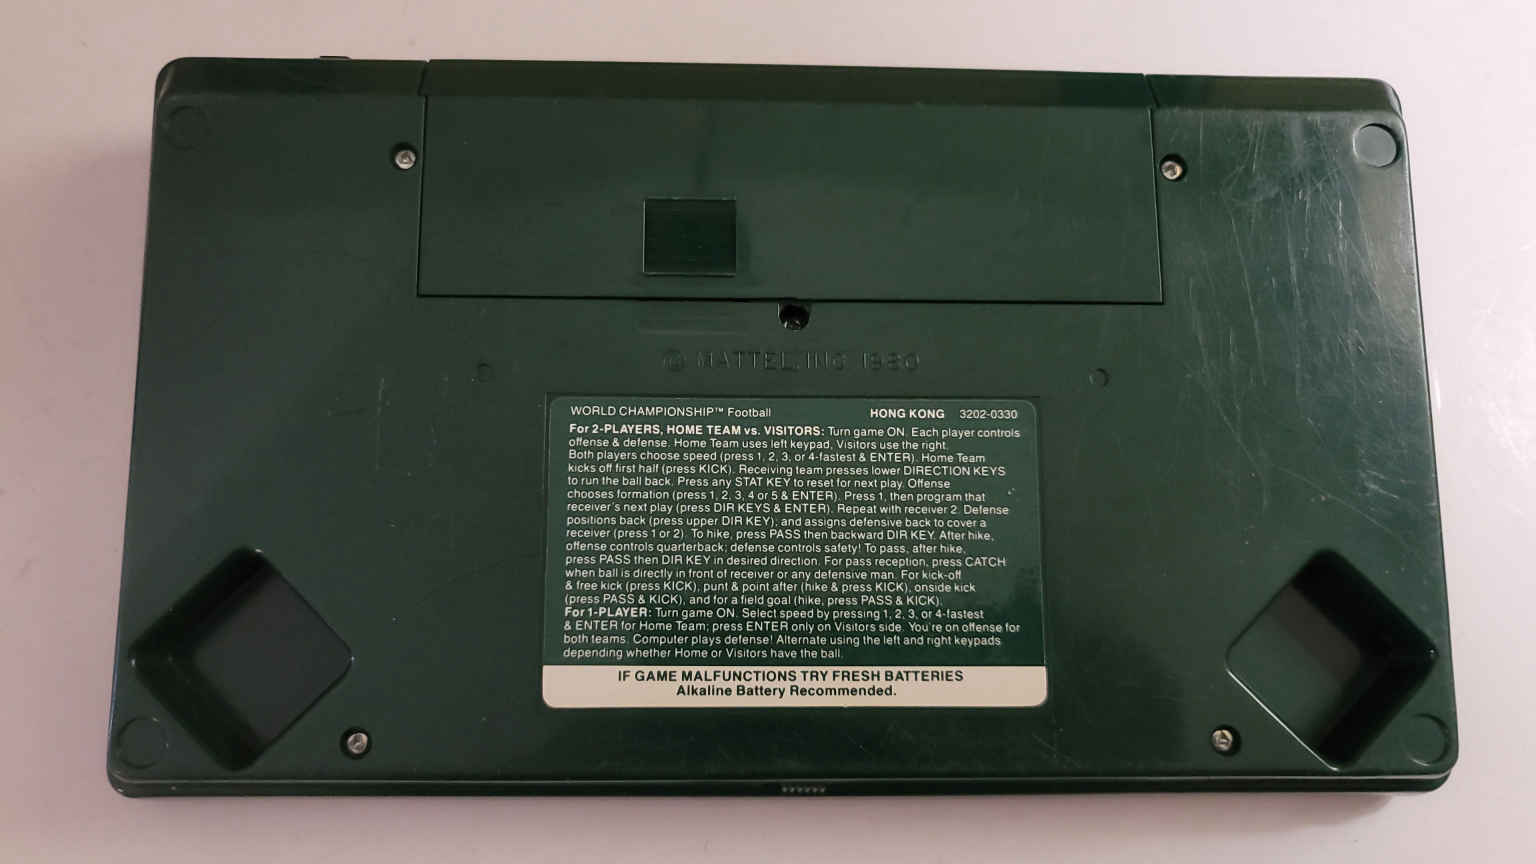 © MATTEL, INC 1980
WORLD CHAMPIONSHIP™ Football HONG KONG 3202-0330
For 2-PLAYERS, HOME TEAM vs. VISITORS: Turn game ON. Each player controls
offense & defense. Home Team uses left keypad, Visitors use the right.
Both players choose speed (press 1, 2, 3, or 4-fastest & ENTER). Home Team
kicks off first half (press KICK). Receiving team presses lower DIRECTION KEYS
to run the ball back. Press any STAT KEY to reset for next play. Offense
chooses formation (press 1, 2, 3, 4 or 5 & ENTER). Press 1, then program that
receiver's next play (press DIR KEYS & ENTER). Repeat with receiver 2. Defense
positions back (press upper DIR KEY); and assigns defensive back to cover a
receiver (press 1 or 2). To hike, press PASS then backward DIR KEY. After hike,
offense controls quarterback; defense controls safety! To pass, after hike,
press PASS then DIR KEY in desired direction. For pass reception, press CATCH
when ball is directly in front of receiver or any defensive man. For kick-off
& free kick (press KICK), punt & point after (hike & press KICK), onside kick
(press PASS & KICK), and for a field goal (hike, press PASS & KICK).
For 1-PLAYER: Turn game ON. Select speed by pressing 1, 2, 3, or 4-fastest
& ENTER for Home Team; press ENTER only on Visitors side. You're on offense for
both teams. Computer plays defense! Alternate using the left and right keypads
depending whether Home or Visitors have the ball.
IF GAME MALFUNCTIONS TRY FRESH BATTERIES
Alkaline Battery Recommended.